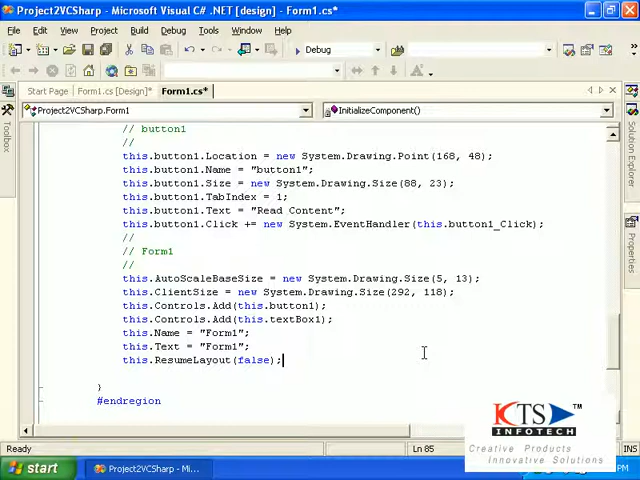 Project2VCSharp - Microsoft Visual C# .NET [design] - Form1.cs*
File Edit View Project Build Debug Tools Window Help
Debug
Start Page Form1.cs [Design]* Form1.cs*
Project2VCSharp.Form1 InitializeComponent()
Toolbox
Solution Explorer
Properties
// button1
//
this.button1.Location = new System.Drawing.Point(168, 48);
this.button1.Name = "button1";
this.button1.Size = new System.Drawing.Size(88, 23);
this.button1.TabIndex = 1;
this.button1.Text = "Read Content";
this.button1.Click += new System.EventHandler(this.button1_Click);
//
// Form1
//
this.AutoScaleBaseSize = new System.Drawing.Size(5, 13);
this.ClientSize = new System.Drawing.Size(292, 118);
this.Controls.Add(this.button1);
this.Controls.Add(this.textBox1);
this.Name = "Form1";
this.Text = "Form1";
this.ResumeLayout(false);
}
#endregion
KTS TM
INFOTECH
Creative Products
Innovative Solutions
Ready Ln 85
start Project2VCSharp - Mi...